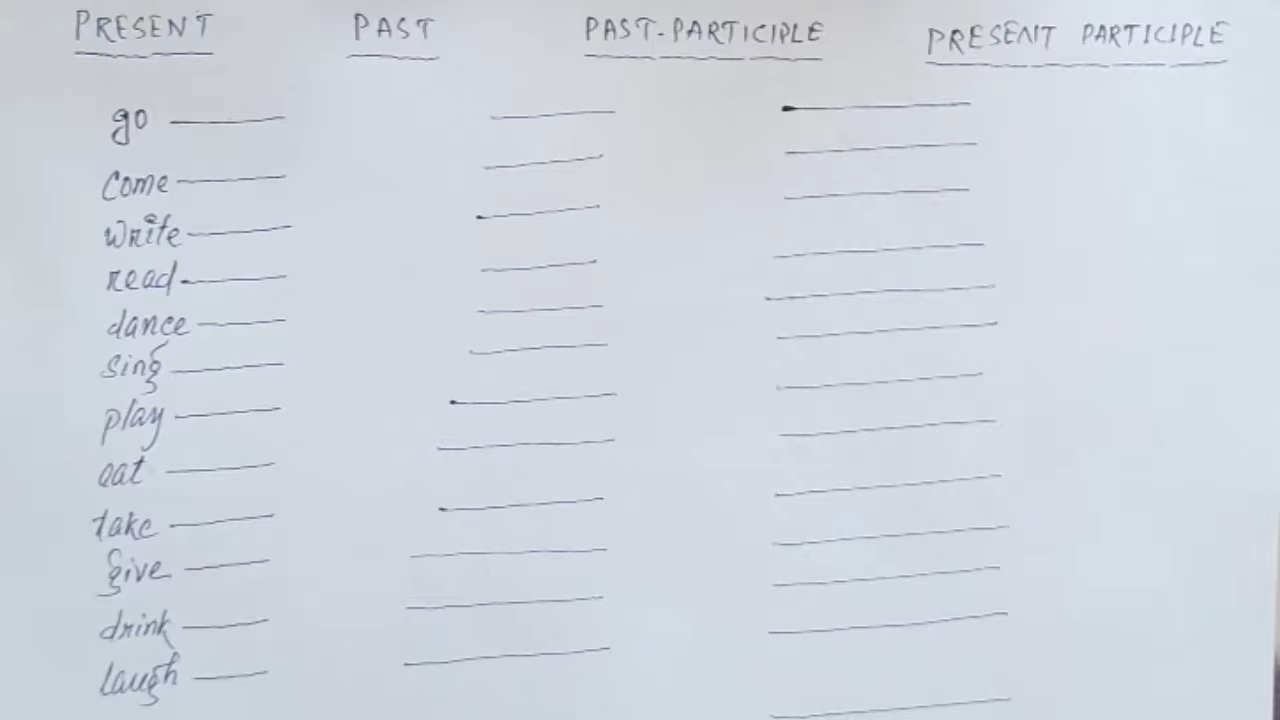 PRESENT PAST PAST-PARTICIPLE PRESENT PARTICIPLE
go
come
write
read
dance
sing
play
eat
take
give
drink
laugh